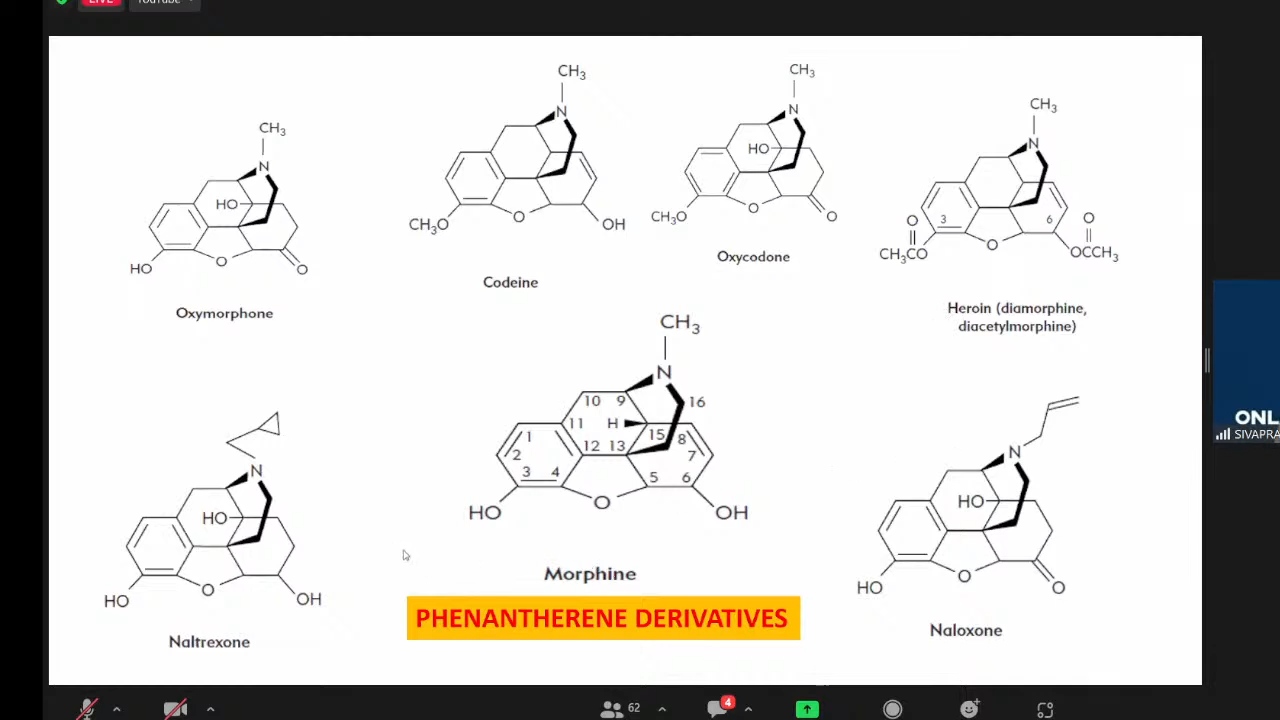 LIVE
YouTube
CH3
N
HO
HO
O
O
Oxymorphone
CH3
N
CH3O
O
OH
Codeine
CH3
N
HO
CH3O
O
O
Oxycodone
CH3
N
3
6
O
O
CH3CO
O
OCCH3
Heroin (diamorphine,
diacetylmorphine)
CH3
N
10
9
16
11
H
1
15
8
2
12
13
7
3
4
5
6
HO
O
OH
Morphine
PHENANTHERENE DERIVATIVES
N
HO
HO
O
OH
Naltrexone
N
HO
HO
O
O
Naloxone
ONL
SIVAPRA
62
4